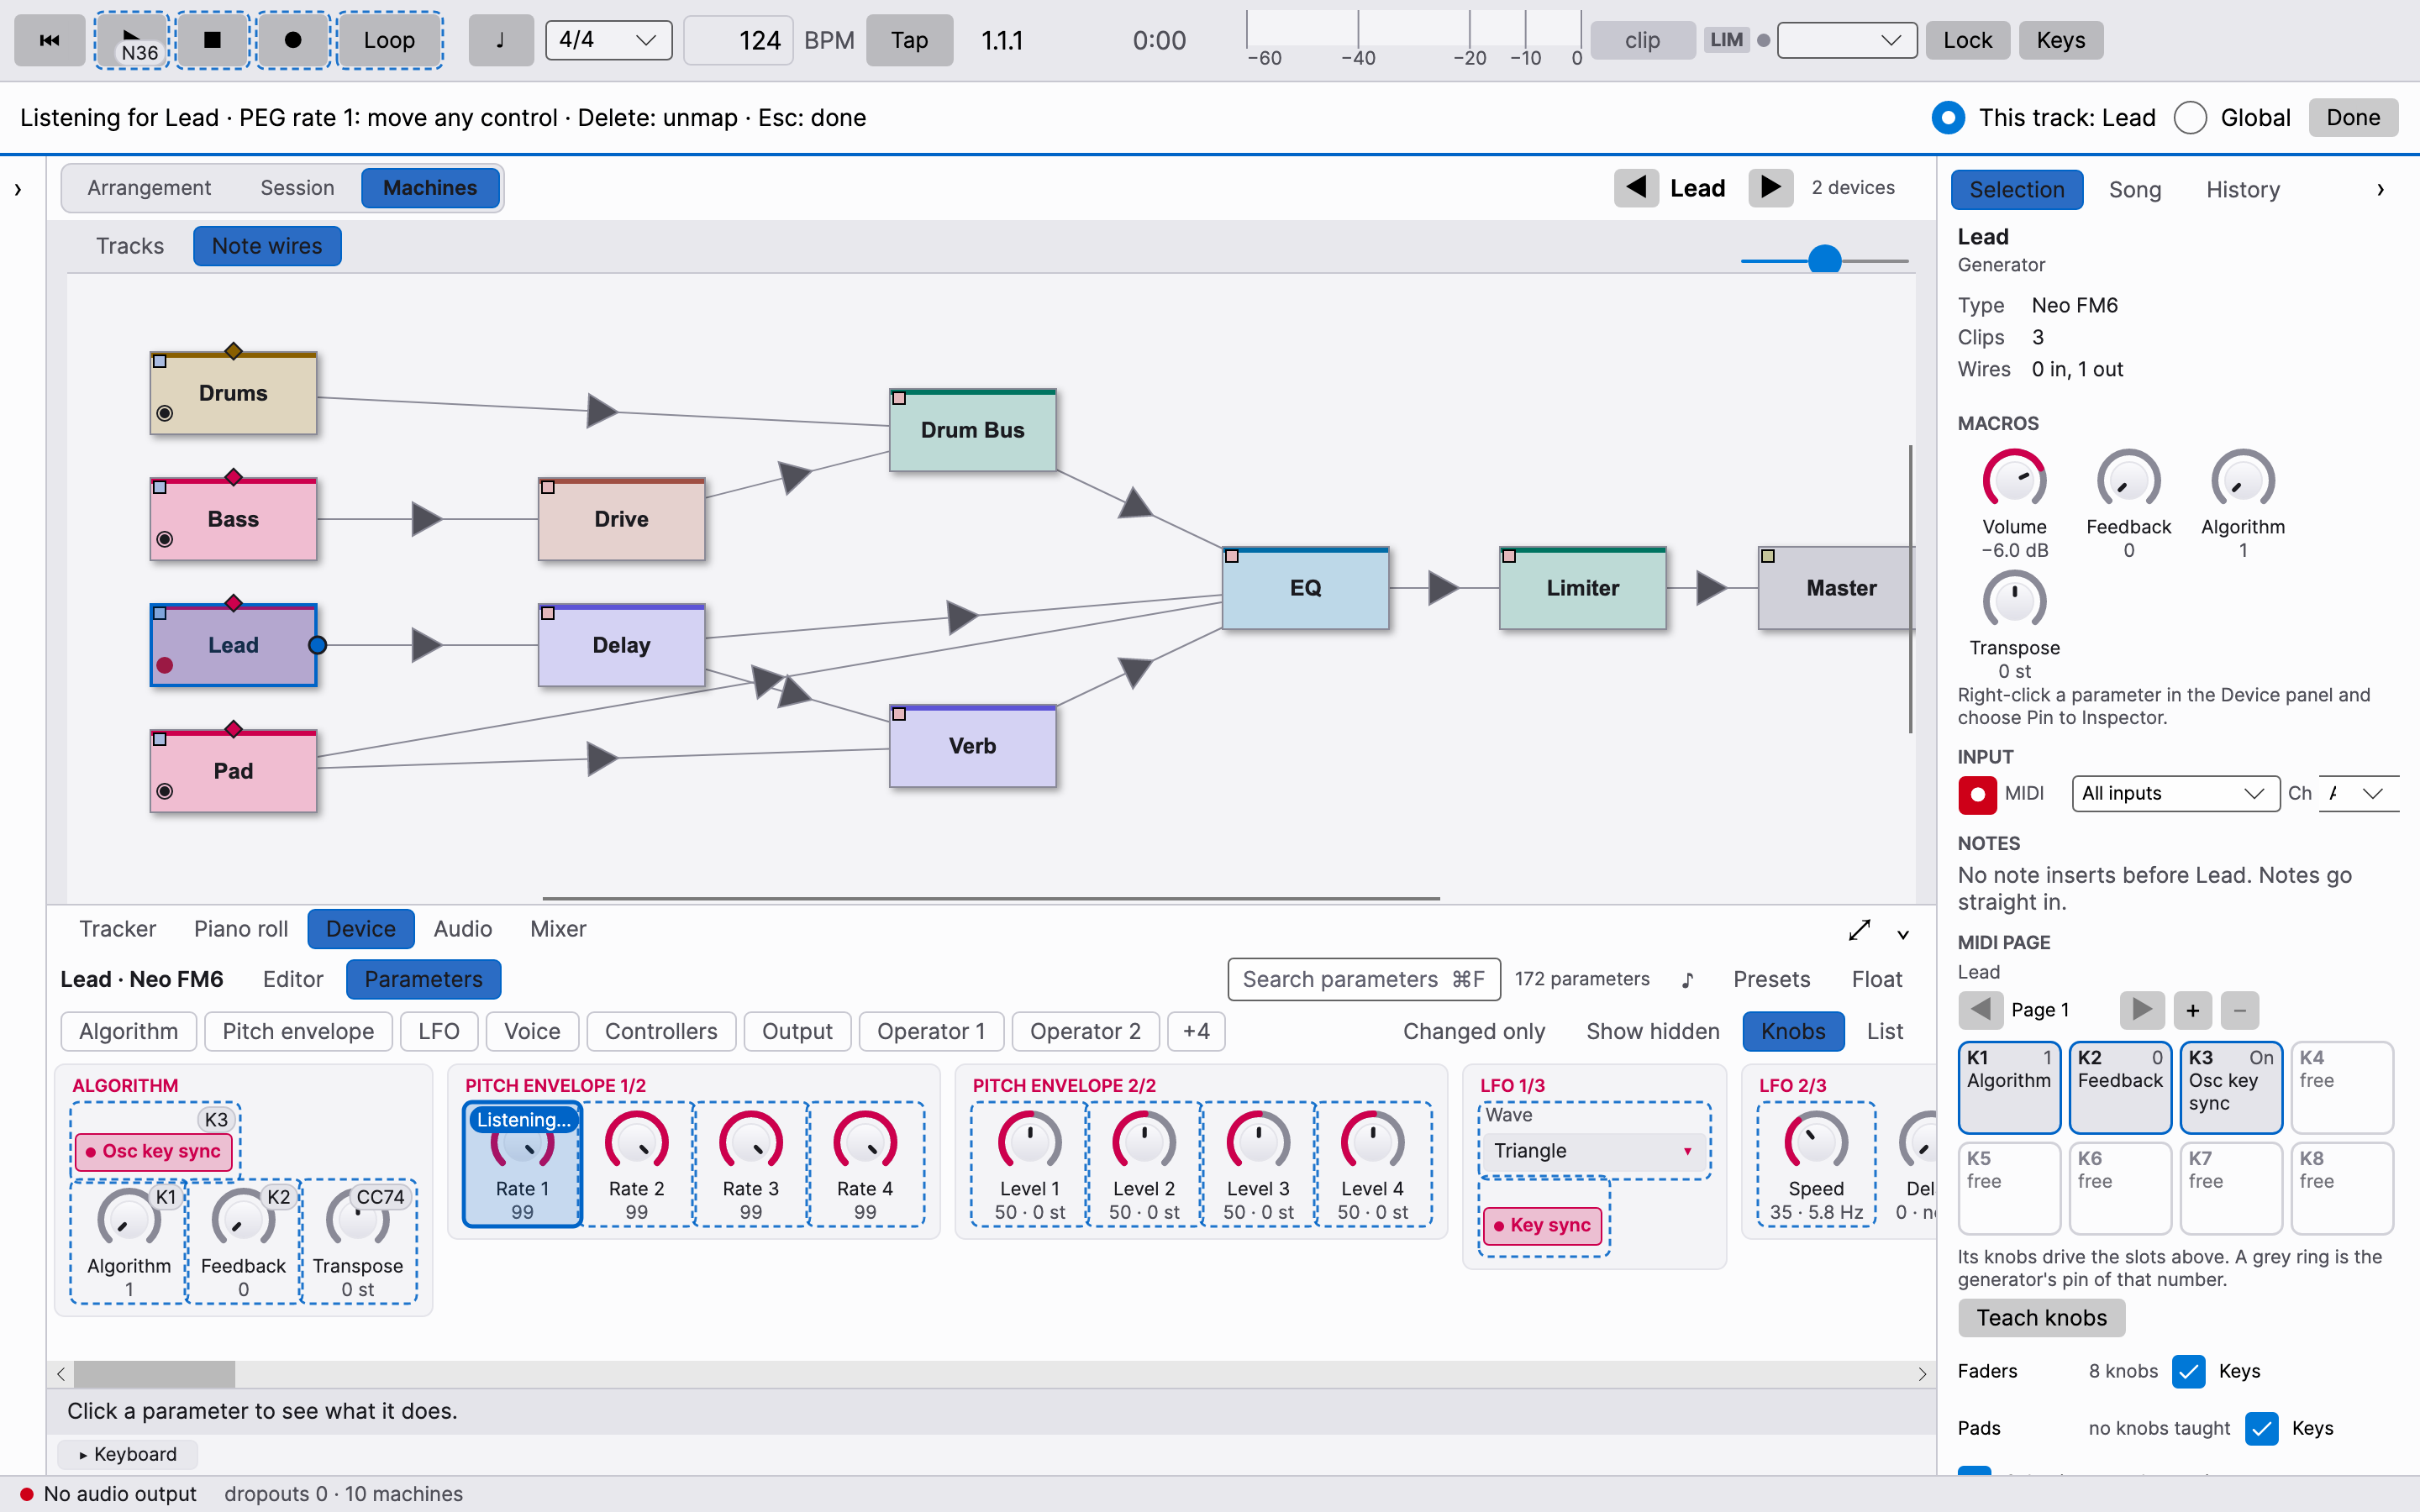 N36
Loop
4/4
124 BPM
Tap
1.1.1
0:00
−60 −40 −20 −10 0
clip
LIM
Lock
Keys
Listening for Lead · PEG rate 1: move any control · Delete: unmap · Esc: done
This track: Lead
Global
Done
Arrangement Session Machines
Lead
2 devices
Tracks Note wires
Drums
Bass
Lead
Pad
Drive
Delay
Drum Bus
Verb
EQ
Limiter
Master
Selection Song History
Lead
Generator
Type Neo FM6
Clips 3
Wires 0 in, 1 out
MACROS
Volume Feedback Algorithm
−6.0 dB 0 1
Transpose
0 st
Right-click a parameter in the Device panel and
choose Pin to Inspector.
INPUT
MIDI All inputs Ch
NOTES
No note inserts before Lead. Notes go
straight in.
MIDI PAGE
Lead
Page 1
+ −
K1 1 K2 0 K3 On K4
Algorithm Feedback Osc key sync free
K5 K6 K7 K8
free free free free
Its knobs drive the slots above. A grey ring is the
generator's pin of that number.
Teach knobs
Faders 8 knobs Keys
Pads no knobs taught Keys
Tracker Piano roll Device Audio Mixer
Lead · Neo FM6 Editor Parameters
Search parameters ⌘F
172 parameters
Presets
Float
Algorithm Pitch envelope LFO Voice Controllers Output Operator 1 Operator 2 +4
Changed only Show hidden Knobs List
ALGORITHM
K3
Osc key sync
K1 K2 CC74
Algorithm Feedback Transpose
1 0 0 st
PITCH ENVELOPE 1/2
Listening...
Rate 1 Rate 2 Rate 3 Rate 4
99 99 99 99
PITCH ENVELOPE 2/2
Level 1 Level 2 Level 3 Level 4
50 · 0 st 50 · 0 st 50 · 0 st 50 · 0 st
LFO 1/3
Wave
Triangle
Key sync
LFO 2/3
Speed Del
35 · 5.8 Hz 0 · n
Click a parameter to see what it does.
Keyboard
No audio output dropouts 0 · 10 machines